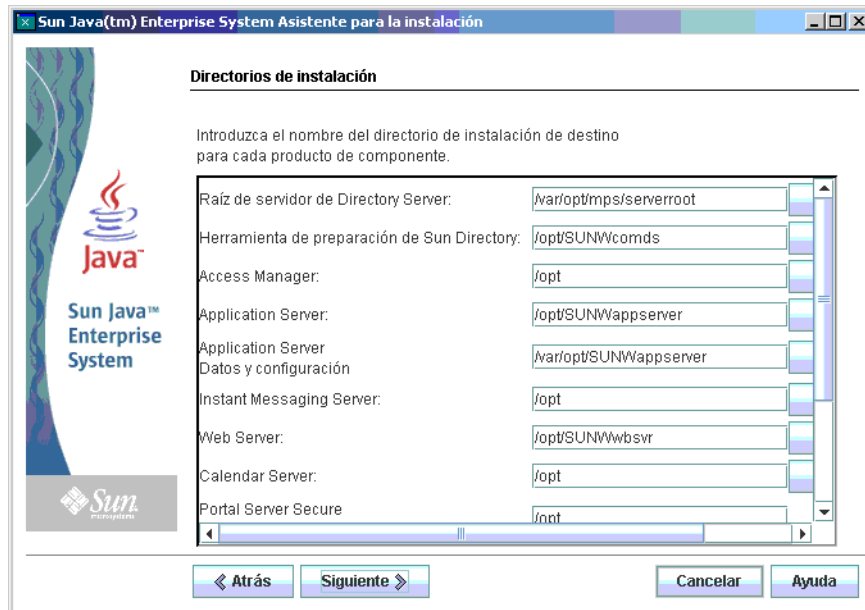 Sun Java(tm) Enterprise System Asistente para la instalación
Directorios de instalación
Introduzca el nombre del directorio de instalación de destino
para cada producto de componente.
Raíz de servidor de Directory Server: /var/opt/mps/serverroot
Herramienta de preparación de Sun Directory: /opt/SUNWcomds
Access Manager: /opt
Application Server: /opt/SUNWappserver
Application Server
Datos y configuración /var/opt/SUNWappserver
Instant Messaging Server: /opt
Web Server: /opt/SUNWwbsvr
Calendar Server: /opt
Portal Server Secure /opt
Java™
Sun Java™
Enterprise
System
Sun
microsystems
Atrás
Siguiente
Cancelar
Ayuda